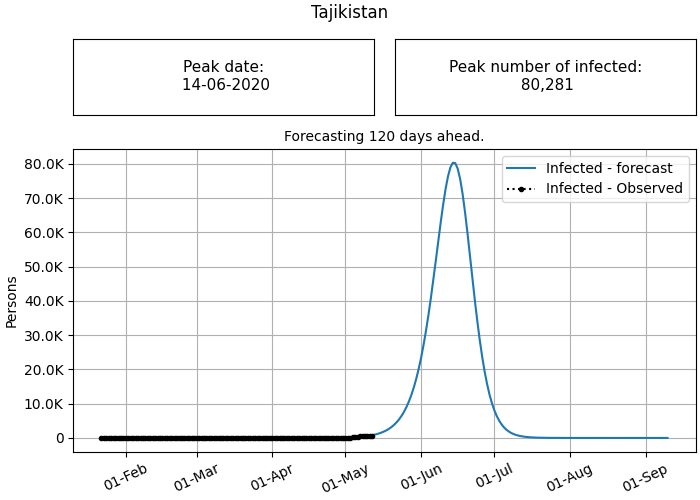 Tajikistan
Peak date:
14-06-2020
Peak number of infected:
80,281
Forecasting 120 days ahead.
Infected - forecast
Infected - Observed
80.0K
70.0K
60.0K
50.0K
40.0K
30.0K
20.0K
10.0K
0
Persons
01-Feb
01-Mar
01-Apr
01-May
01-Jun
01-Jul
01-Aug
01-Sep